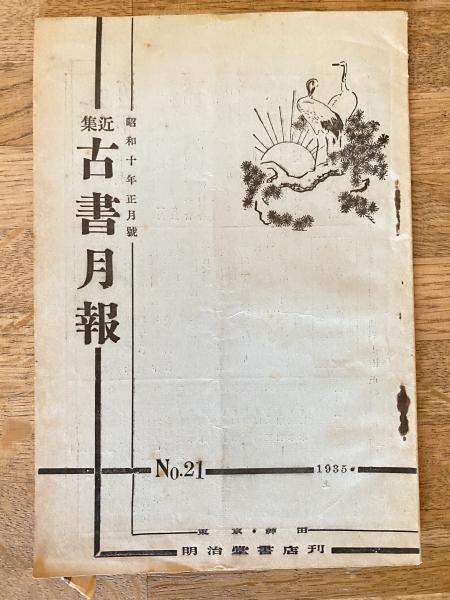 昭和十年正月號
近集
古書月報
No.21
1935.
東京・神田
明治堂書店刊